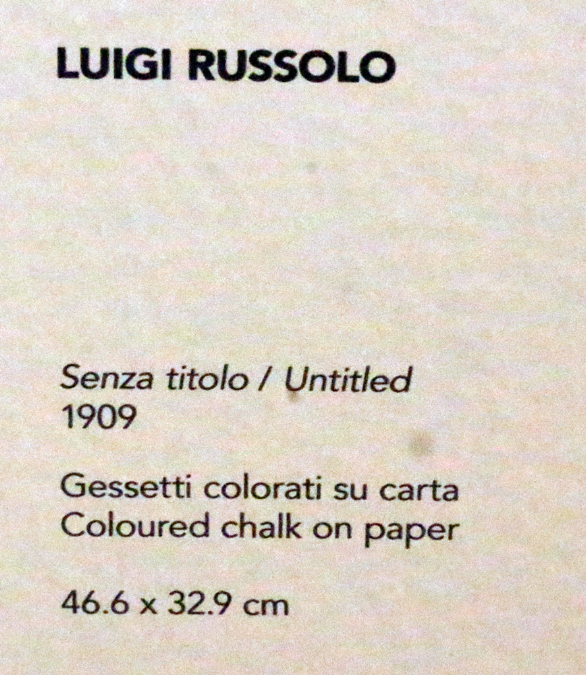 LUIGI RUSSOLO
Senza titolo / Untitled
1909
Gessetti colorati su carta
Coloured chalk on paper
46.6 x 32.9 cm